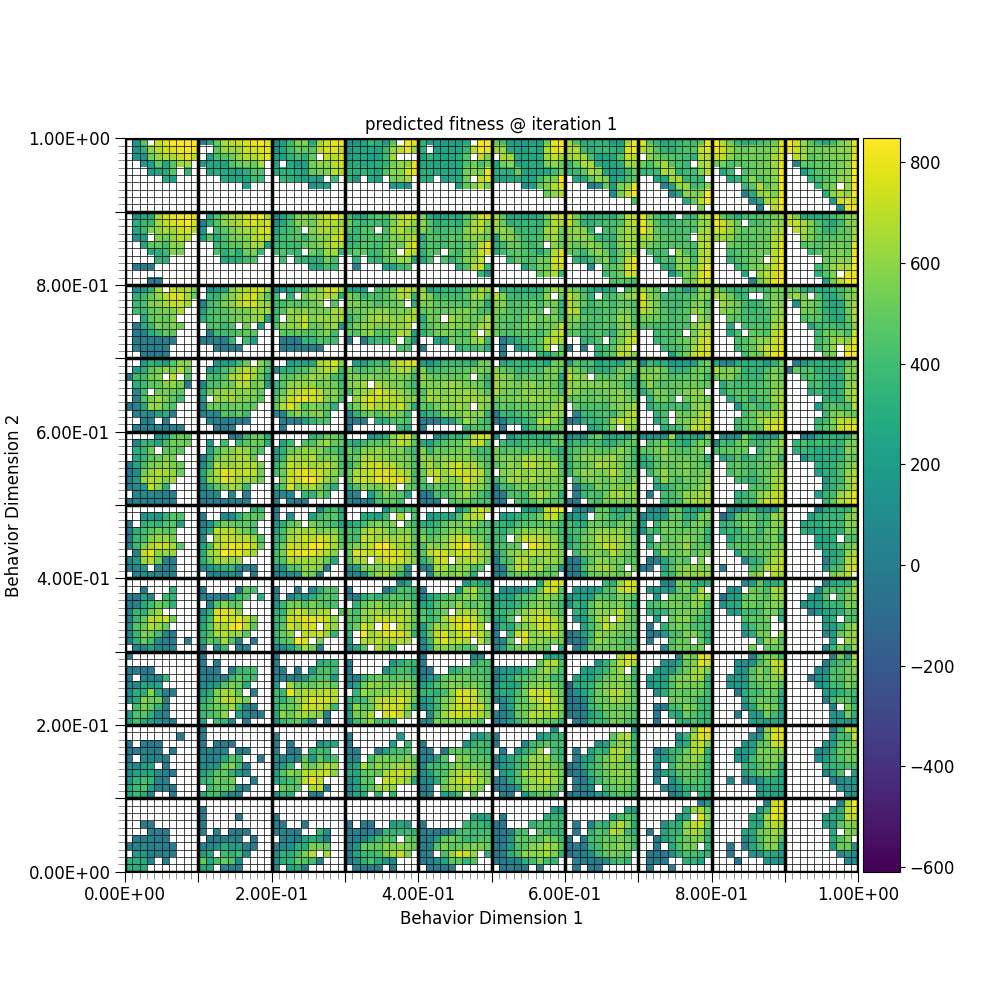 predicted fitness @ iteration 1
1.00E+00
8.00E-01
6.00E-01
4.00E-01
2.00E-01
0.00E+00
Behavior Dimension 2
0.00E+00 2.00E-01 4.00E-01 6.00E-01 8.00E-01 1.00E+00
Behavior Dimension 1
800
600
400
200
0
−200
−400
−600